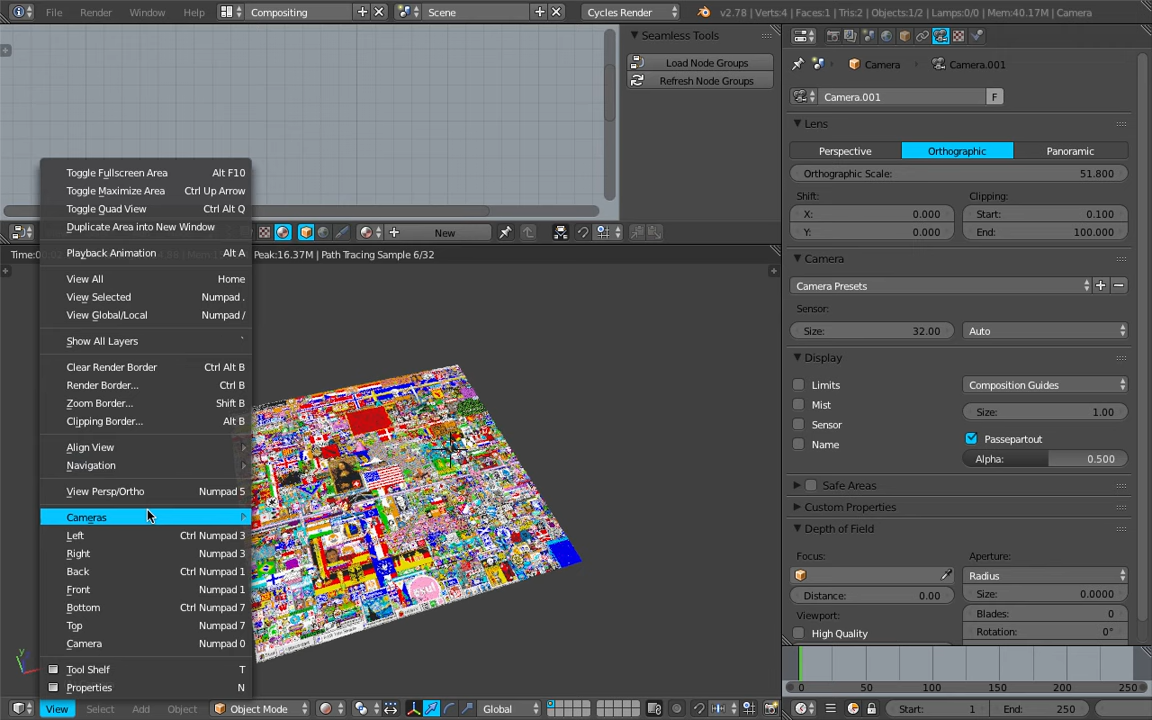 File Render Window Help Compositing Scene Cycles Render v2.78 | Verts:4 | Faces:1 | Tris:2 | Objects:1/2 | Lamps:0/0 | Mem:40.17M | Camera
Seamless Tools
Load Node Groups
Refresh Node Groups
Camera Camera.001
Camera.001 F
Lens
Perspective Orthographic Panoramic
Orthographic Scale: 51.800
Shift: Clipping:
X: 0.000 Start: 0.100
Y: 0.000 End: 100.000
New
Time:0 Peak:16.37M | Path Tracing Sample 6/32
Camera
Camera Presets
Sensor:
Size: 32.00 Auto
Display
Limits Composition Guides
Mist Size: 1.00
Sensor Passepartout
Name Alpha: 0.500
Safe Areas
Custom Properties
Depth of Field
Focus: Aperture:
Radius
Distance: 0.00 Size: 0.0000
Viewport: Blades: 0
High Quality Rotation: 0°
Toggle Fullscreen Area Alt F10
Toggle Maximize Area Ctrl Up Arrow
Toggle Quad View Ctrl Alt Q
Duplicate Area into New Window
Playback Animation Alt A
View All Home
View Selected Numpad .
View Global/Local Numpad /
Show All Layers `
Clear Render Border Ctrl Alt B
Render Border... Ctrl B
Zoom Border... Shift B
Clipping Border... Alt B
Align View
Navigation
View Persp/Ortho Numpad 5
Cameras
Left Ctrl Numpad 3
Right Numpad 3
Back Ctrl Numpad 1
Front Numpad 1
Bottom Ctrl Numpad 7
Top Numpad 7
Camera Numpad 0
Tool Shelf T
Properties N
0 50 100 150 200 250
View Select Add Object Object Mode Global Start: 1 End: 250